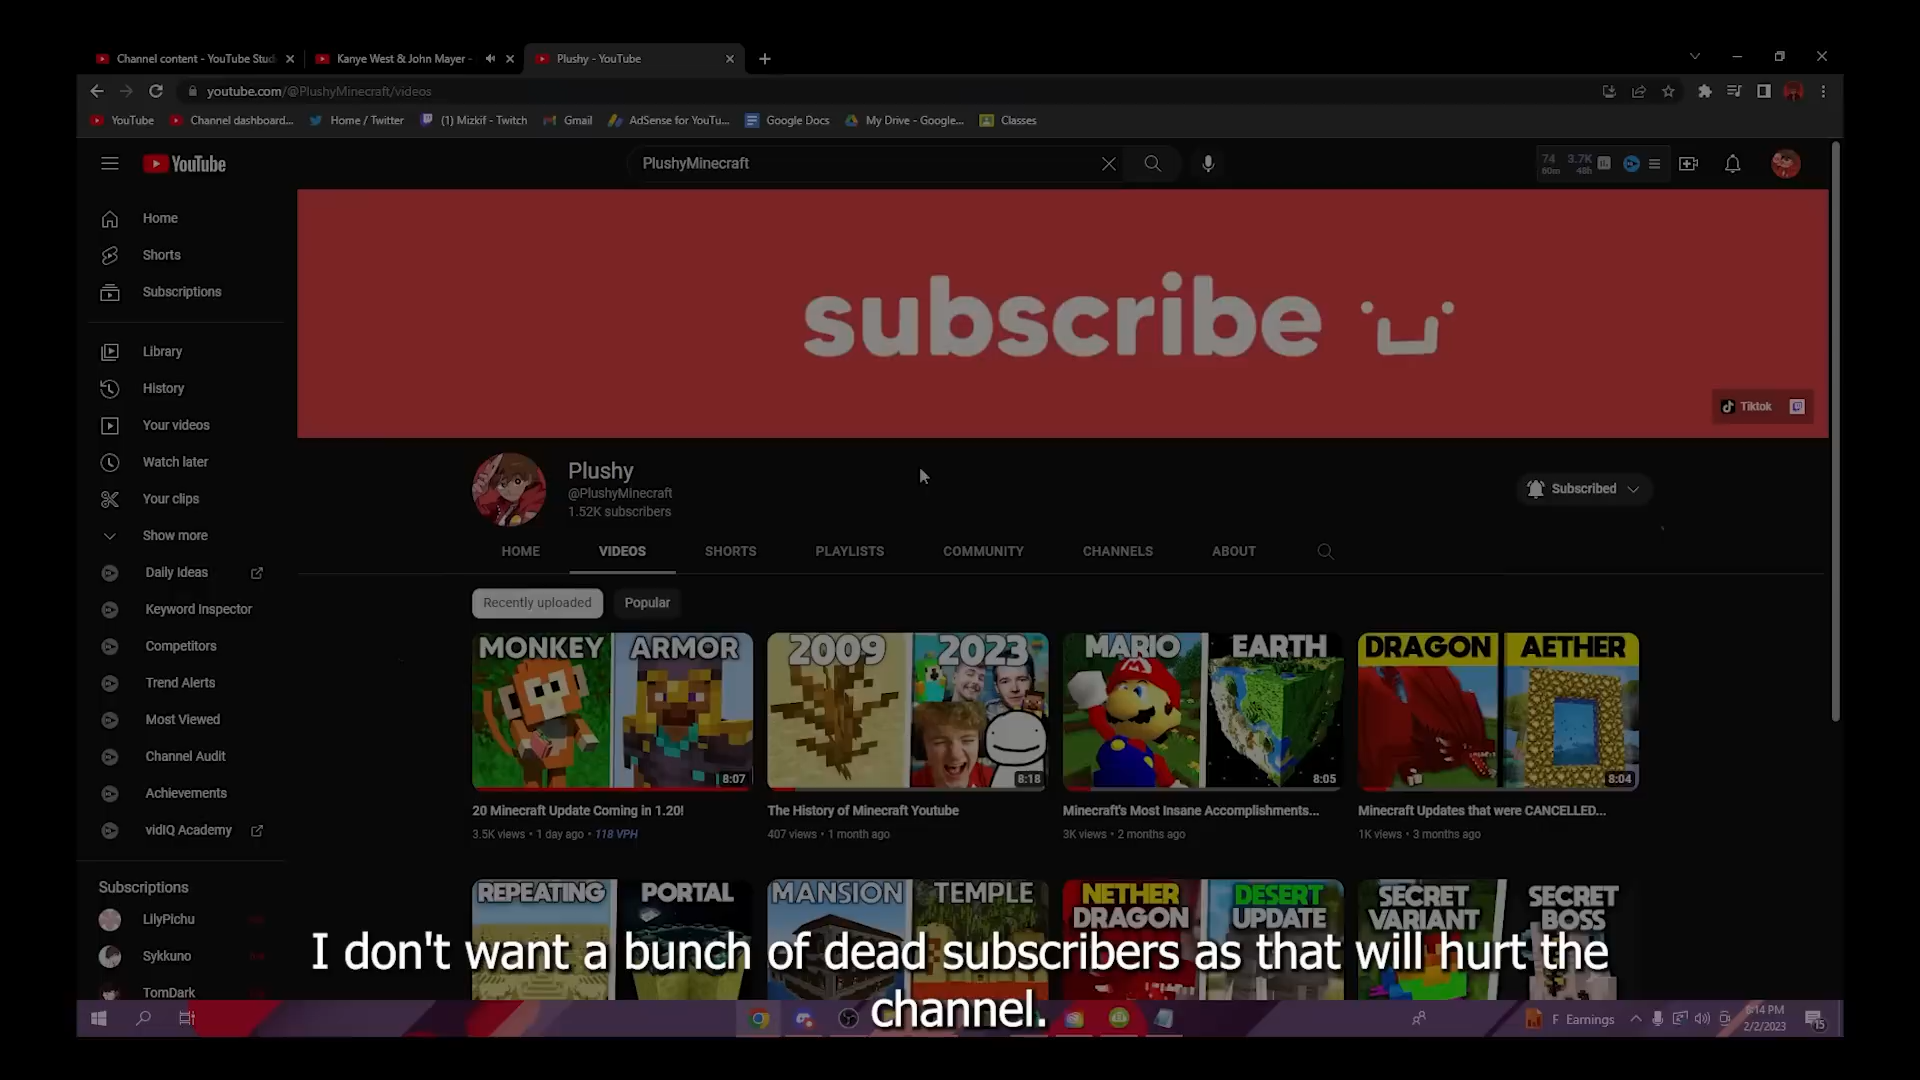 Channel content - YouTube Stud
Kanye West & John Mayer -
Plushy - YouTube
youtube.com/@PlushyMinecraft/videos
YouTube
Channel dashboard...
Home / Twitter
(1) Mizkif - Twitch
Gmail
AdSense for YouTu...
Google Docs
My Drive - Google...
Classes
YouTube
PlushyMinecraft
74
60m
3.7K
48h
Home
Shorts
Subscriptions
Library
History
Your videos
Watch later
Your clips
Show more
Daily Ideas
Keyword Inspector
Competitors
Trend Alerts
Most Viewed
Channel Audit
Achievements
vidIQ Academy
Subscriptions
LilyPichu
Sykkuno
TomDark
subscribe
Tiktok
Plushy
@PlushyMinecraft
1.52K subscribers
Subscribed
HOME
VIDEOS
SHORTS
PLAYLISTS
COMMUNITY
CHANNELS
ABOUT
Recently uploaded
Popular
MONKEY ARMOR
8:07
20 Minecraft Update Coming in 1.20!
3.5K views • 1 day ago • 118 VPH
2009 2023
8:18
The History of Minecraft Youtube
407 views • 1 month ago
MARIO EARTH
8:05
Minecraft's Most Insane Accomplishments...
3K views • 2 months ago
DRAGON AETHER
8:04
Minecraft Updates that were CANCELLED...
1K views • 3 months ago
REPEATING PORTAL
MANSION TEMPLE
NETHER DRAGON
DESERT UPDATE
SECRET VARIANT
SECRET BOSS
I don't want a bunch of dead subscribers as that will hurt the
channel.
F Earnings
8:14 PM
2/2/2023
15